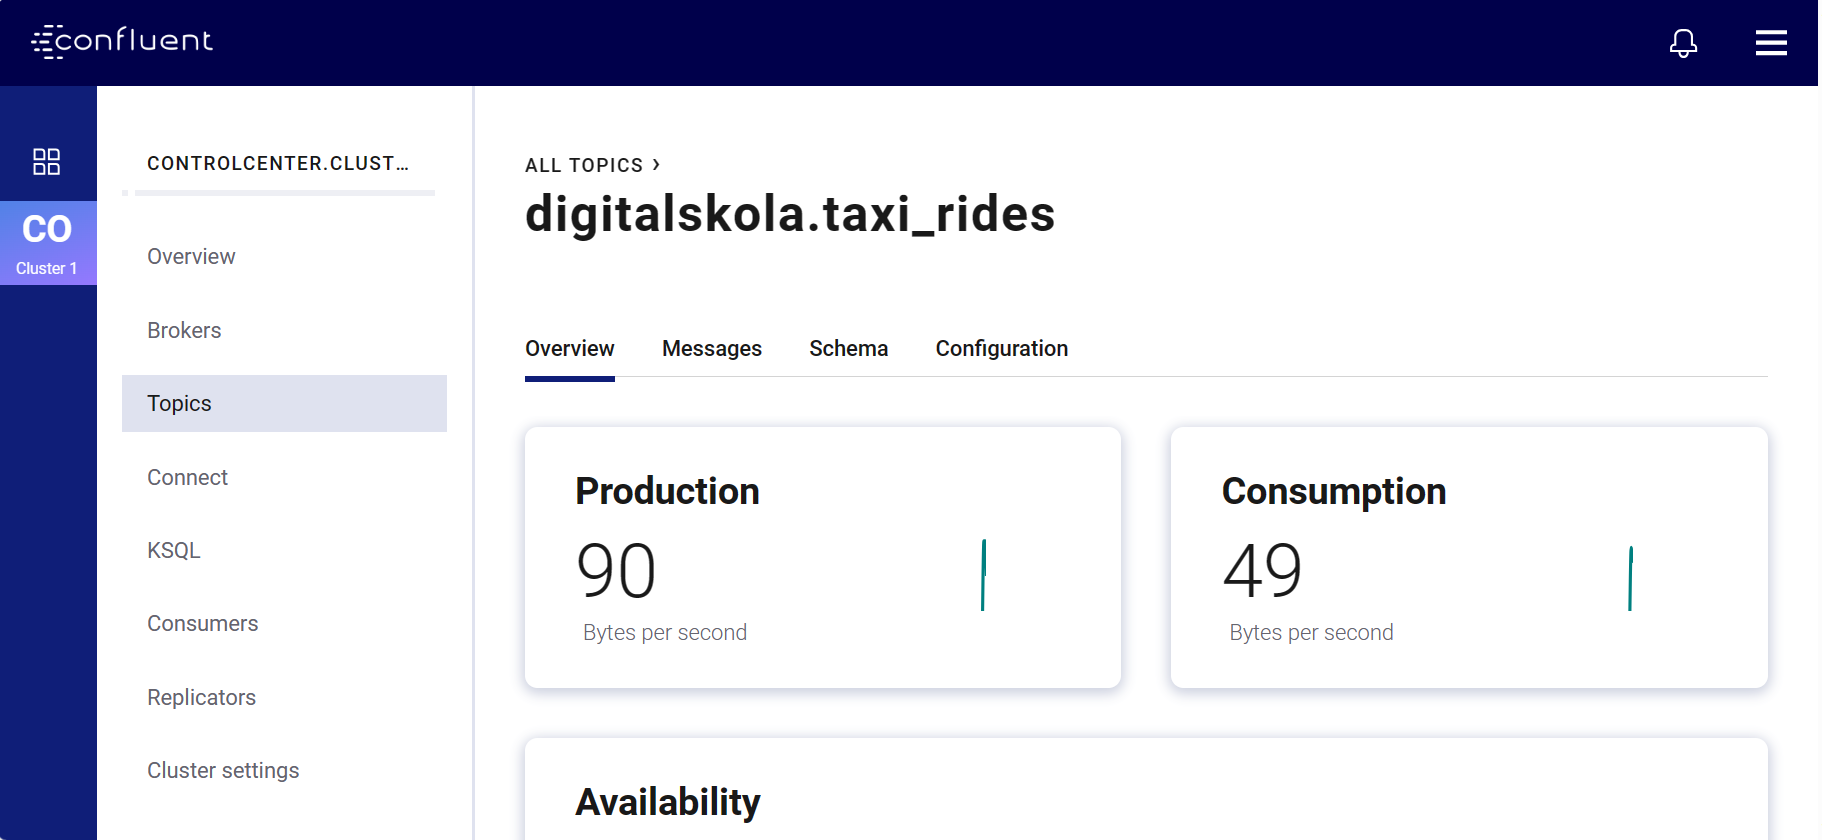 confluent
CO
Cluster 1
CONTROLCENTER.CLUST...
Overview
Brokers
Topics
Connect
KSQL
Consumers
Replicators
Cluster settings
ALL TOPICS ›
digitalskola.taxi_rides
Overview Messages Schema Configuration
Production
90
Bytes per second
Consumption
49
Bytes per second
Availability